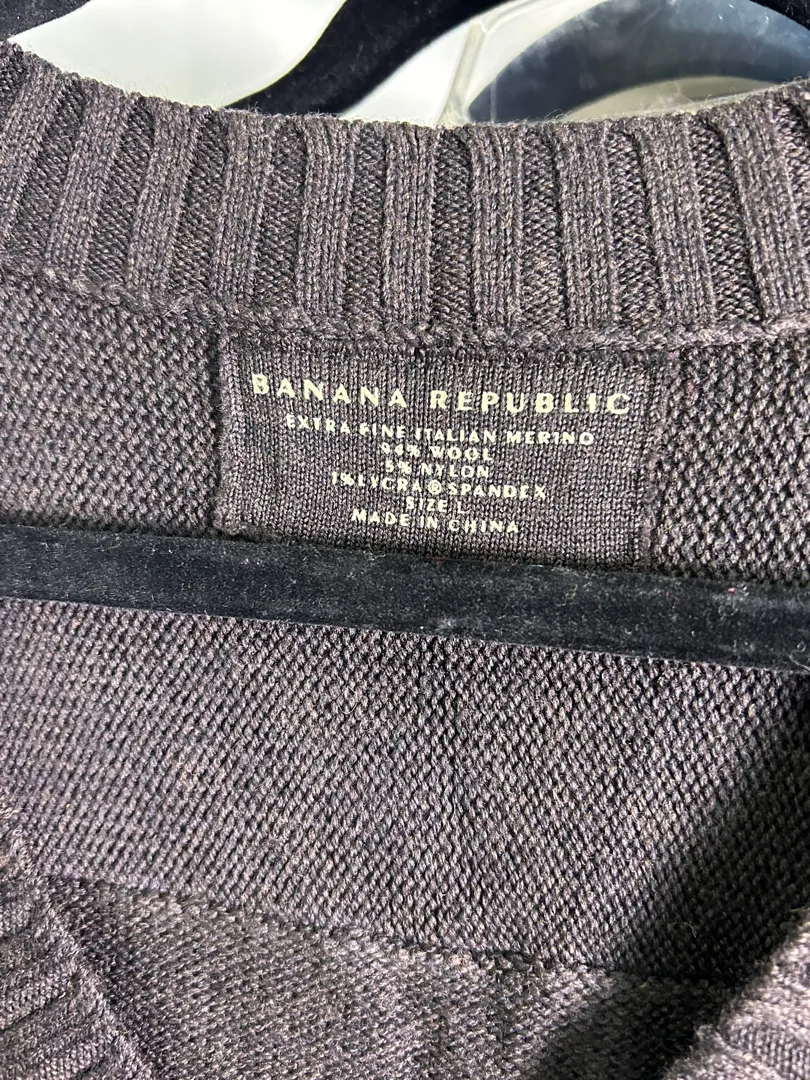 BANANA REPUBLIC
EXTRA FINE ITALIAN MERINO
94% WOOL
5% NYLON
1% LYCRA® SPANDEX
SIZE L
MADE IN CHINA